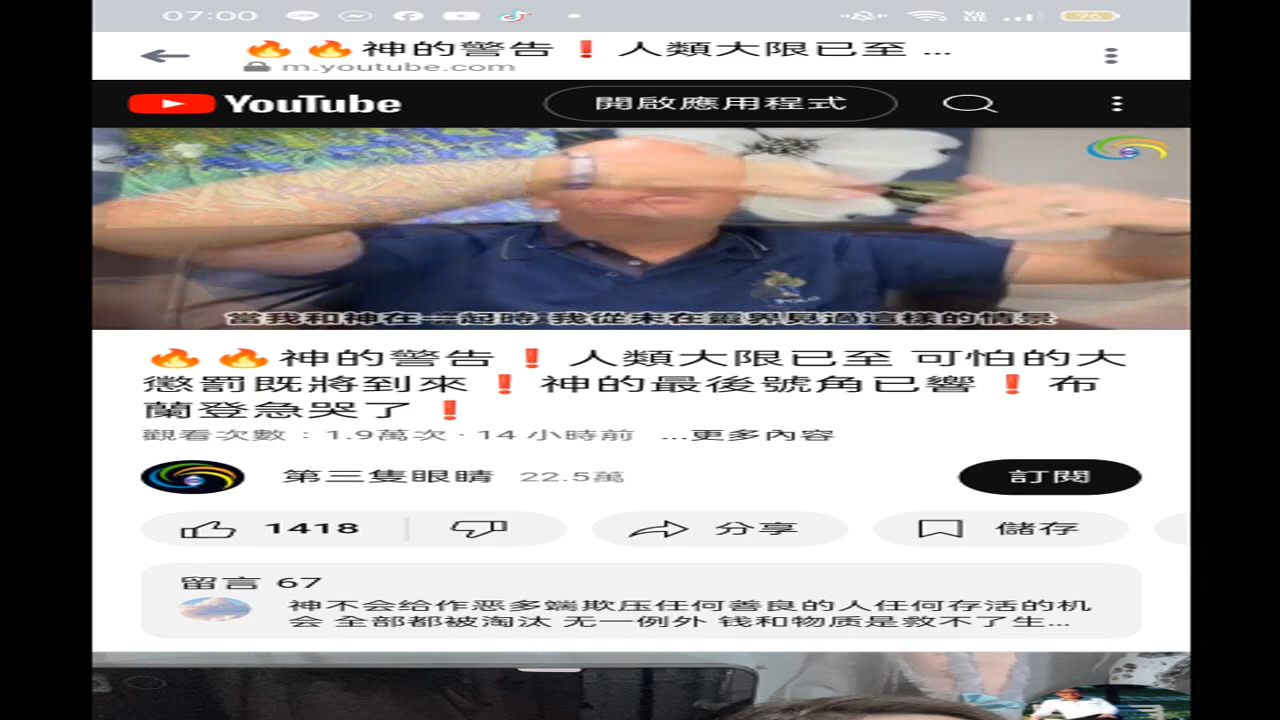 07:00
96
🔥🔥神的警告❗人類大限已至 ...
m.youtube.com
YouTube
開啟應用程式
當我和神在一起時 我從未在靈界見過這樣的情景
🔥🔥神的警告❗人類大限已至 可怕的大
懲罰既將到來❗神的最後號角已響❗布
蘭登急哭了❗
觀看次數：1.9萬次 · 14 小時前 ...更多內容
第三隻眼睛 22.5萬
訂閱
1418
分享
儲存
留言 67
神不会给作恶多端欺压任何善良的人任何存活的机
会 全部都被淘汰 无一例外 钱和物质是救不了生...